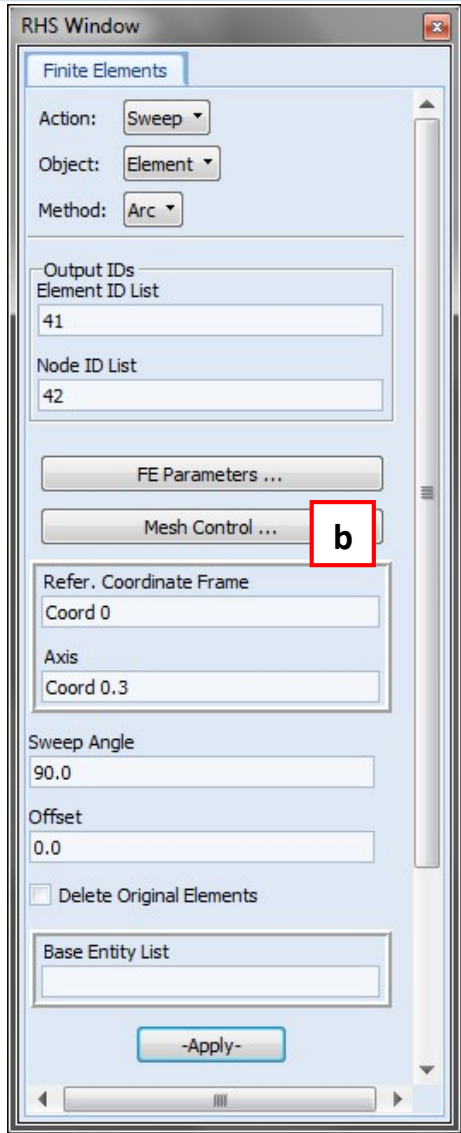 RHS Window
Finite Elements
Action: Sweep
Object: Element
Method: Arc
Output IDs
Element ID List
41
Node ID List
42
FE Parameters ...
Mesh Control ...
b
Refer. Coordinate Frame
Coord 0
Axis
Coord 0.3
Sweep Angle
90.0
Offset
0.0
Delete Original Elements
Base Entity List
-Apply-